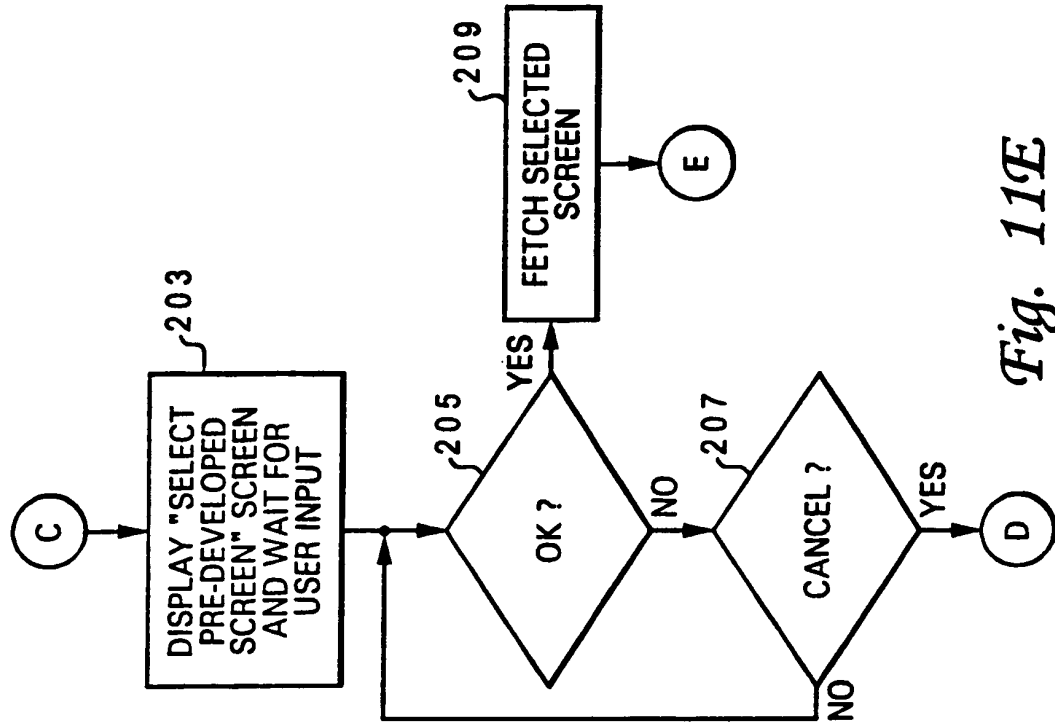 C
203
DISPLAY "SELECT
PRE-DEVELOPED
SCREEN" SCREEN
AND WAIT FOR
USER INPUT
205
OK ?
YES
209
FETCH SELECTED
SCREEN
E
NO
207
CANCEL ?
NO
YES
D
Fig. 11E